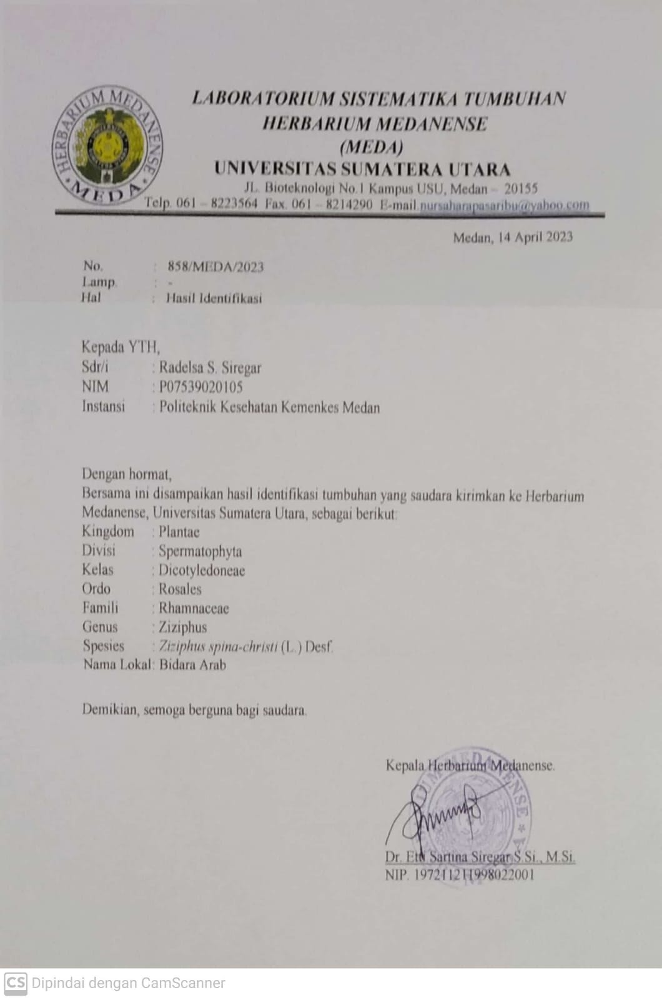 HERBARIUM MEDANENSE
MEDA
LABORATORIUM SISTEMATIKA TUMBUHAN
HERBARIUM MEDANENSE
(MEDA)
UNIVERSITAS SUMATERA UTARA
JL. Bioteknologi No.1 Kampus USU, Medan – 20155
Telp. 061 – 8223564 Fax. 061 – 8214290 E-mail.nursaharapasaribu@yahoo.com
Medan, 14 April 2023
No. : 858/MEDA/2023
Lamp. : -
Hal : Hasil Identifikasi
Kepada YTH,
Sdr/i : Radelsa S. Siregar
NIM : P07539020105
Instansi : Politeknik Kesehatan Kemenkes Medan
Dengan hormat,
Bersama ini disampaikan hasil identifikasi tumbuhan yang saudara kirimkan ke Herbarium
Medanense, Universitas Sumatera Utara, sebagai berikut:
Kingdom : Plantae
Divisi : Spermatophyta
Kelas : Dicotyledoneae
Ordo : Rosales
Famili : Rhamnaceae
Genus : Ziziphus
Spesies : Ziziphus spina-christi (L.) Desf.
Nama Lokal: Bidara Arab
Demikian, semoga berguna bagi saudara.
Kepala Herbarium Medanense.
Dr. Etti Sartina Siregar S.Si., M.Si.
NIP. 197211211998022001
CS Dipindai dengan CamScanner